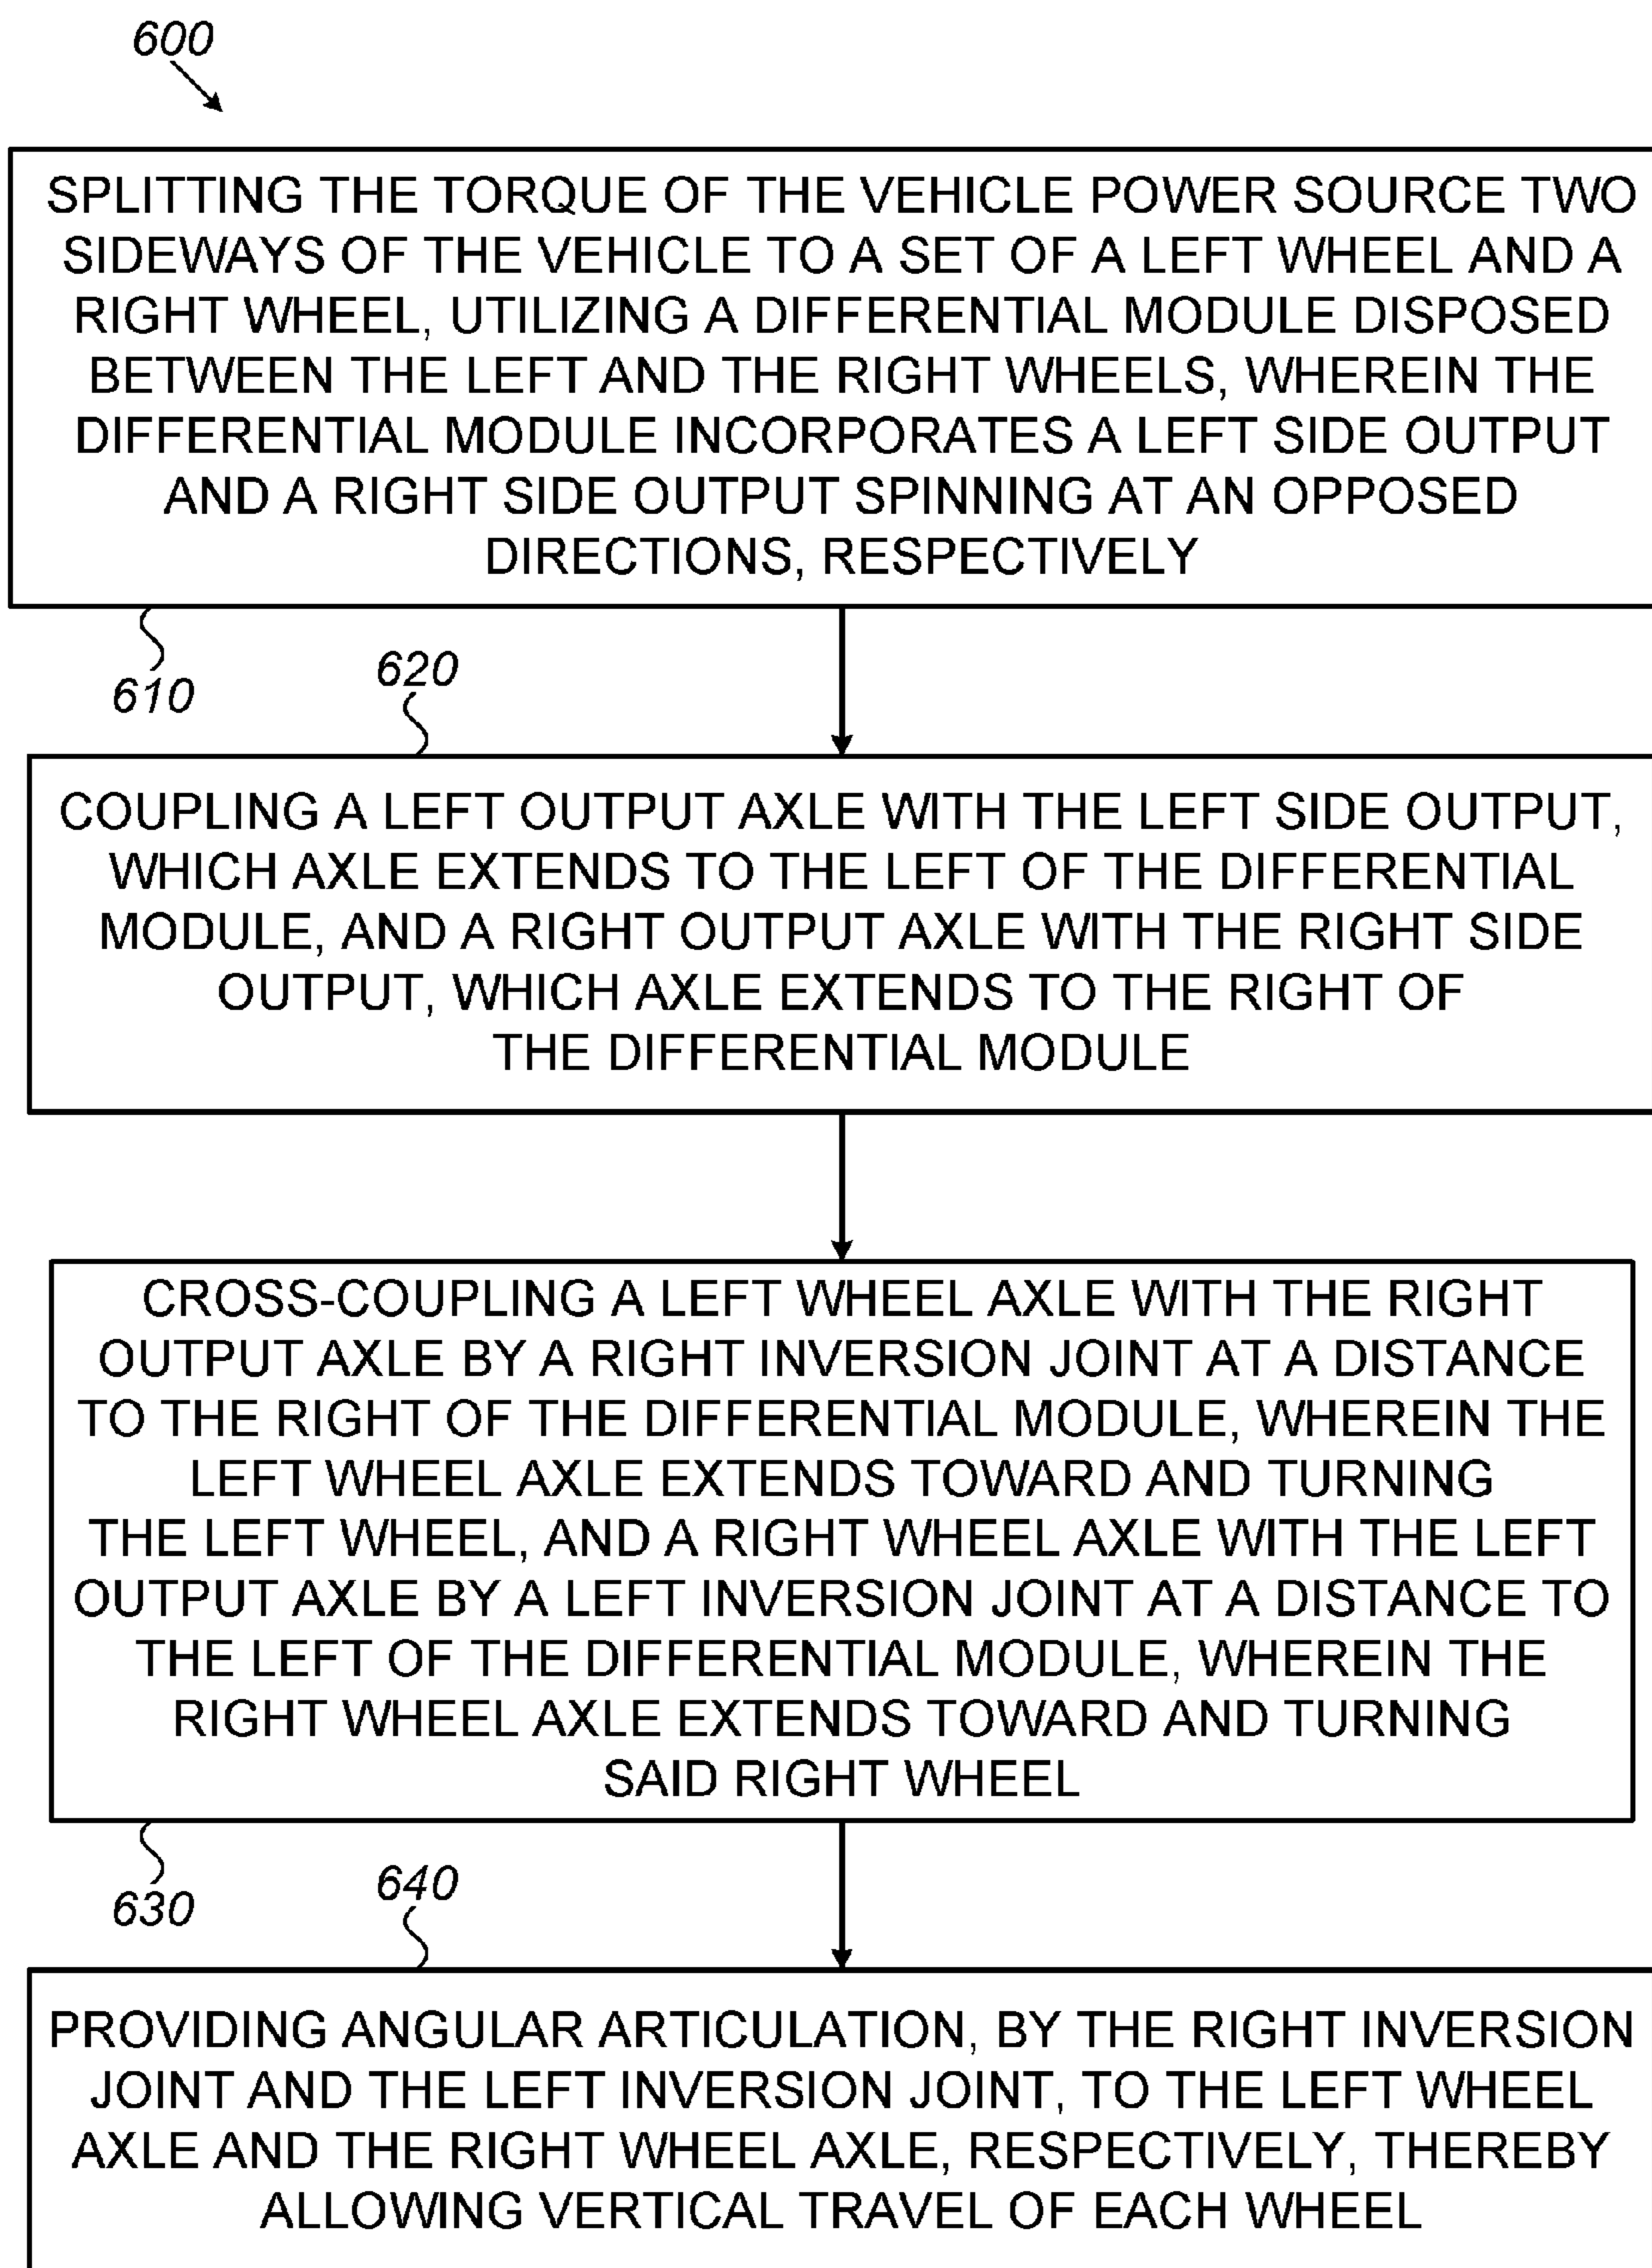 600
SPLITTING THE TORQUE OF THE VEHICLE POWER SOURCE TWO
SIDEWAYS OF THE VEHICLE TO A SET OF A LEFT WHEEL AND A
RIGHT WHEEL, UTILIZING A DIFFERENTIAL MODULE DISPOSED
BETWEEN THE LEFT AND THE RIGHT WHEELS, WHEREIN THE
DIFFERENTIAL MODULE INCORPORATES A LEFT SIDE OUTPUT
AND A RIGHT SIDE OUTPUT SPINNING AT AN OPPOSED
DIRECTIONS, RESPECTIVELY
610
620
COUPLING A LEFT OUTPUT AXLE WITH THE LEFT SIDE OUTPUT,
WHICH AXLE EXTENDS TO THE LEFT OF THE DIFFERENTIAL
MODULE, AND A RIGHT OUTPUT AXLE WITH THE RIGHT SIDE
OUTPUT, WHICH AXLE EXTENDS TO THE RIGHT OF
THE DIFFERENTIAL MODULE
CROSS-COUPLING A LEFT WHEEL AXLE WITH THE RIGHT
OUTPUT AXLE BY A RIGHT INVERSION JOINT AT A DISTANCE
TO THE RIGHT OF THE DIFFERENTIAL MODULE, WHEREIN THE
LEFT WHEEL AXLE EXTENDS TOWARD AND TURNING
THE LEFT WHEEL, AND A RIGHT WHEEL AXLE WITH THE LEFT
OUTPUT AXLE BY A LEFT INVERSION JOINT AT A DISTANCE TO
THE LEFT OF THE DIFFERENTIAL MODULE, WHEREIN THE
RIGHT WHEEL AXLE EXTENDS TOWARD AND TURNING
SAID RIGHT WHEEL
630
640
PROVIDING ANGULAR ARTICULATION, BY THE RIGHT INVERSION
JOINT AND THE LEFT INVERSION JOINT, TO THE LEFT WHEEL
AXLE AND THE RIGHT WHEEL AXLE, RESPECTIVELY, THEREBY
ALLOWING VERTICAL TRAVEL OF EACH WHEEL